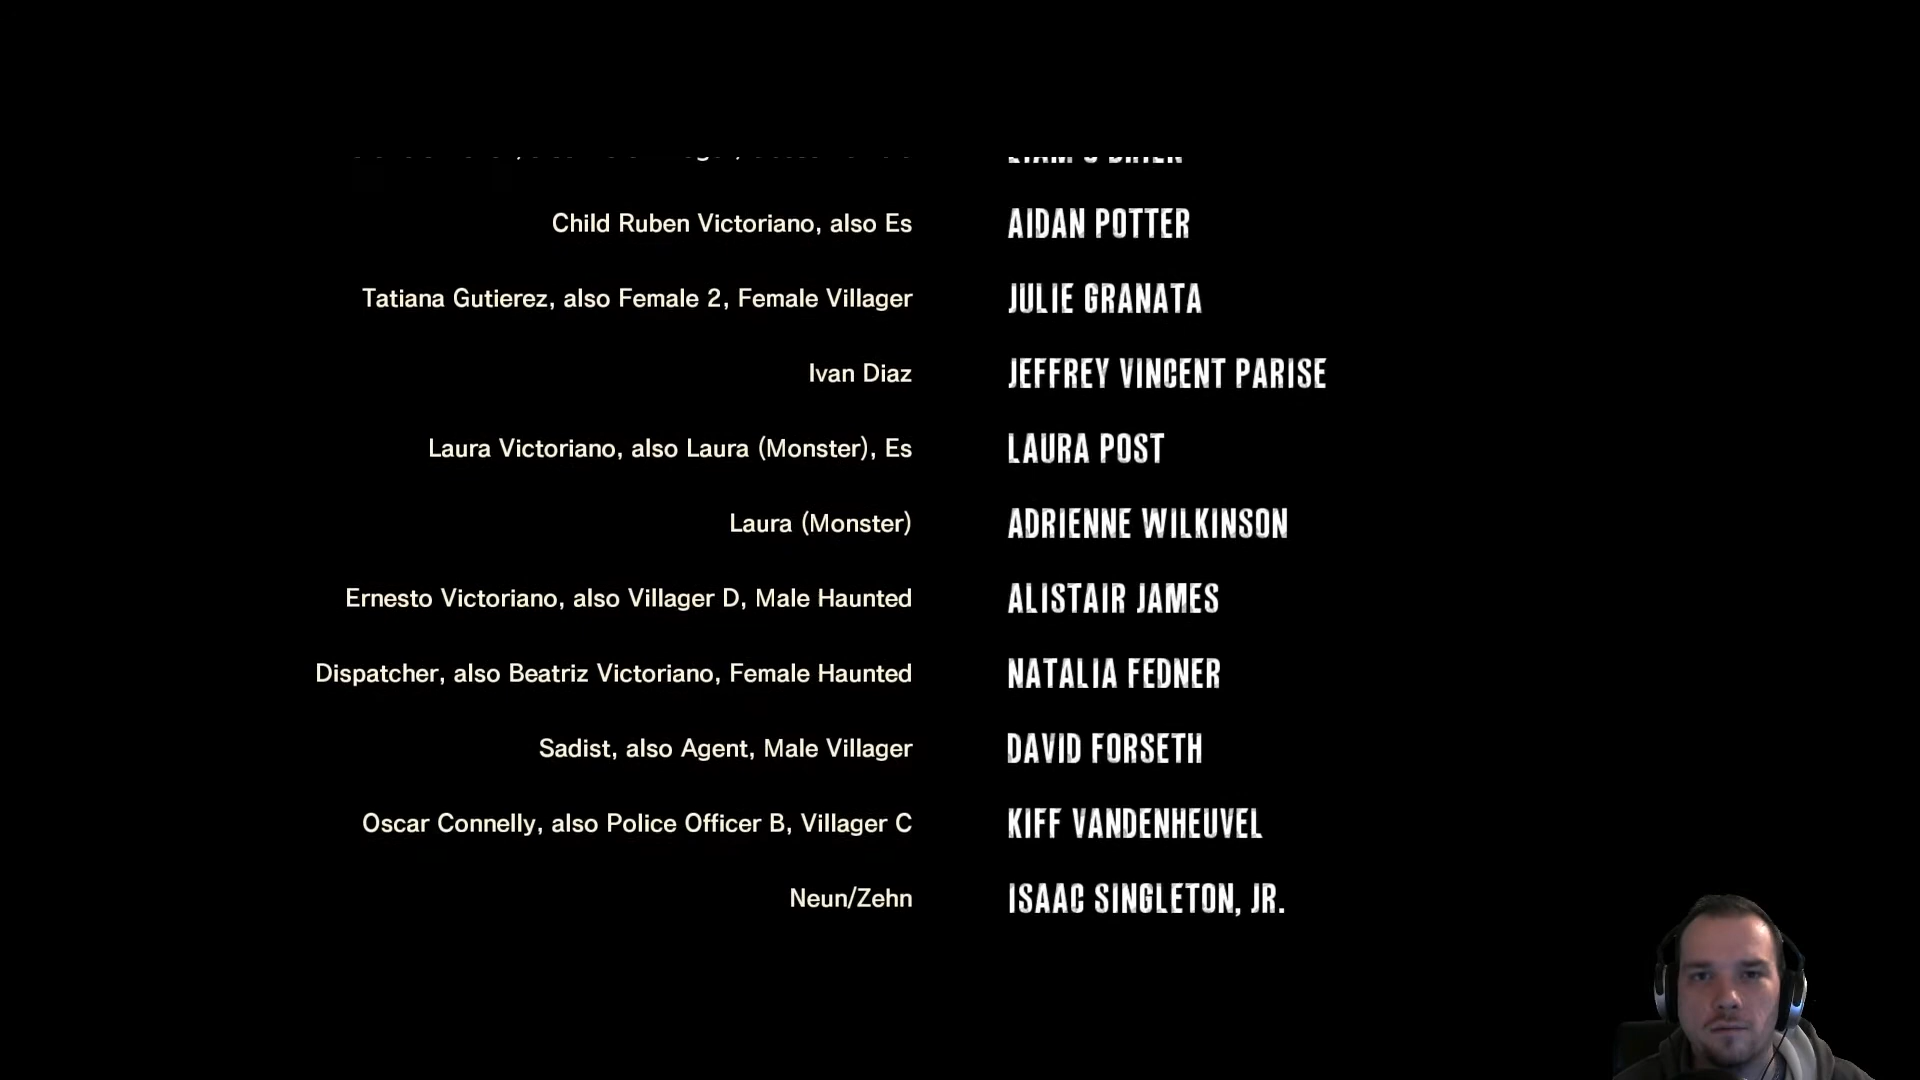 Child Ruben Victoriano, also Es AIDAN POTTER
Tatiana Gutierez, also Female 2, Female Villager JULIE GRANATA
Ivan Diaz JEFFREY VINCENT PARISE
Laura Victoriano, also Laura (Monster), Es LAURA POST
Laura (Monster) ADRIENNE WILKINSON
Ernesto Victoriano, also Villager D, Male Haunted ALISTAIR JAMES
Dispatcher, also Beatriz Victoriano, Female Haunted NATALIA FEDNER
Sadist, also Agent, Male Villager DAVID FORSETH
Oscar Connelly, also Police Officer B, Villager C KIFF VANDENHEUVEL
Neun/Zehn ISAAC SINGLETON, JR.